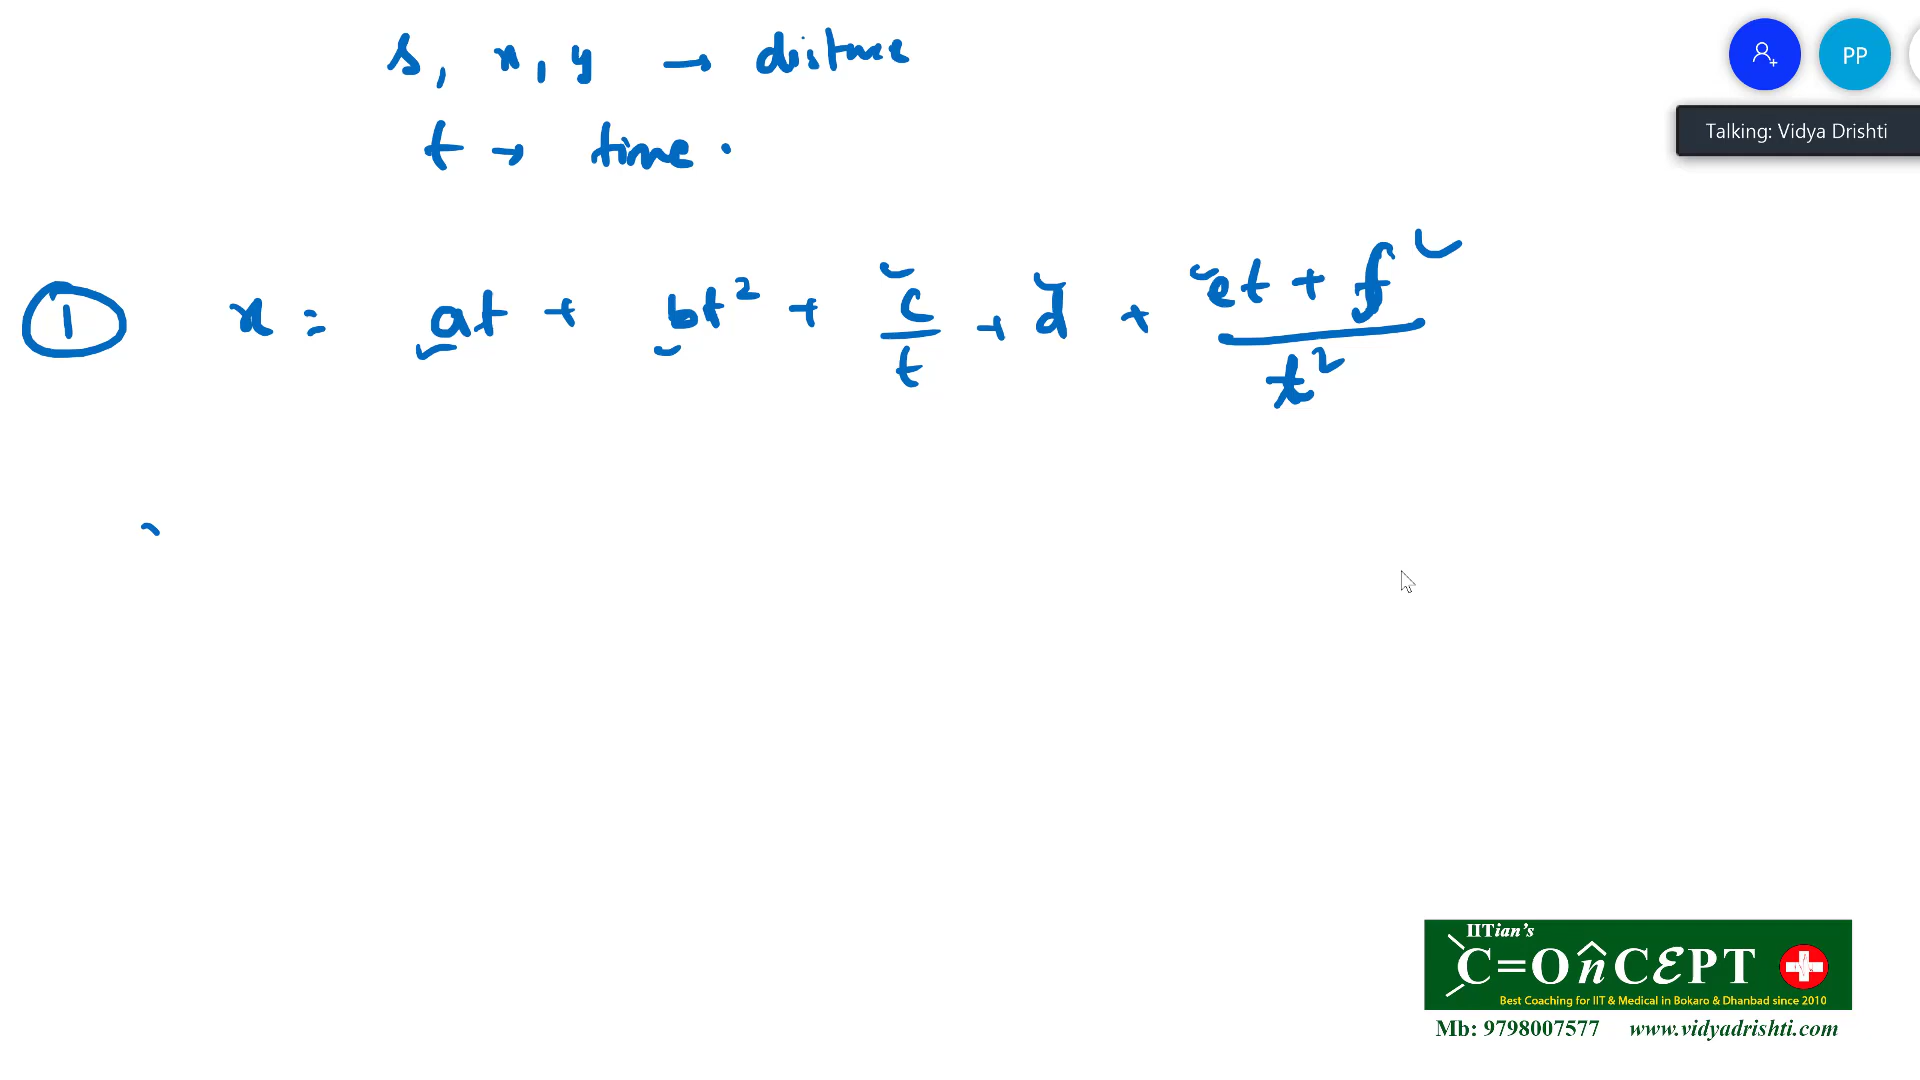 s, x, y → distance
PP
Talking: Vidya Drishti
t → time .
① x = at + bt² + c/t + d + (et + f)/t²
IITian's
C=OnCEPT
Best Coaching for IIT & Medical in Bokaro & Dhanbad since 2010
Mb: 9798007577 www.vidyadrishti.com